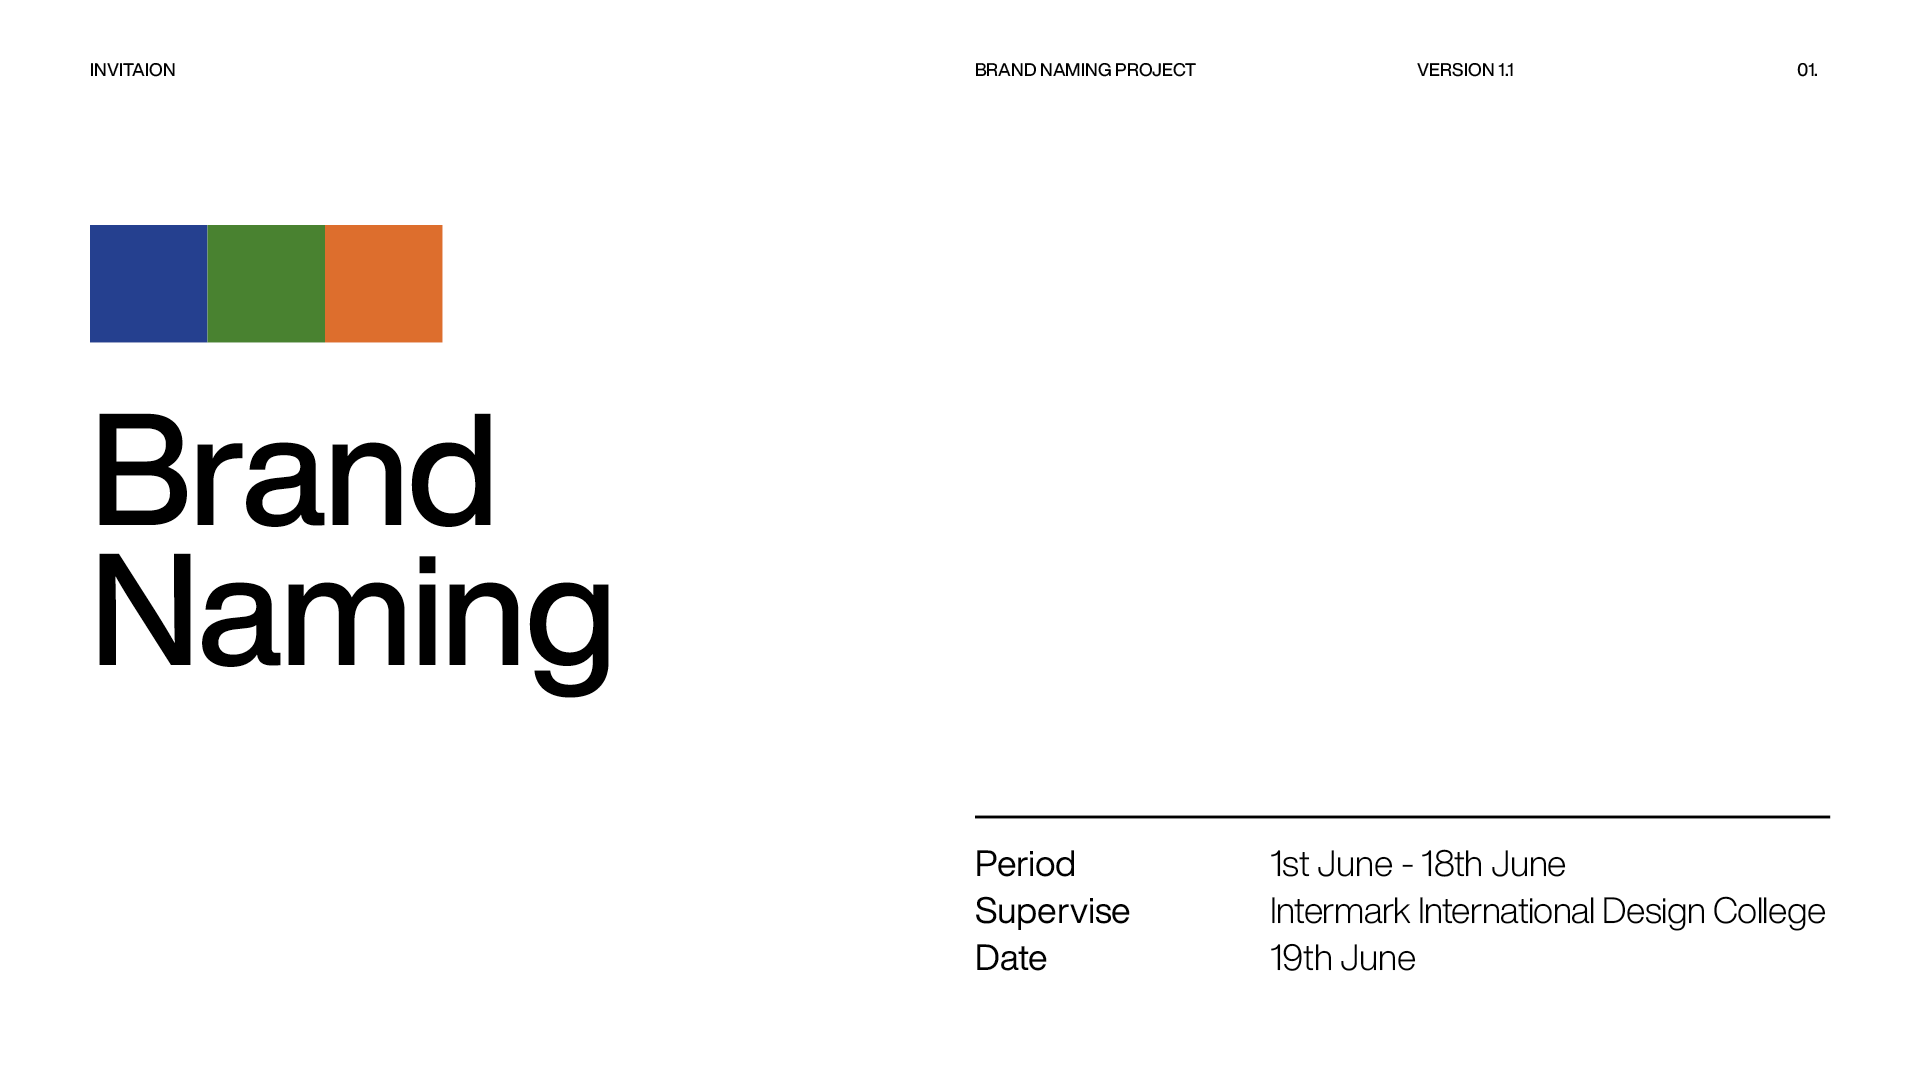 INVITAION
BRAND NAMING PROJECT
VERSION 1.1
01.
Brand
Naming
Period 1st June - 18th June
Supervise Intermark International Design College
Date 19th June